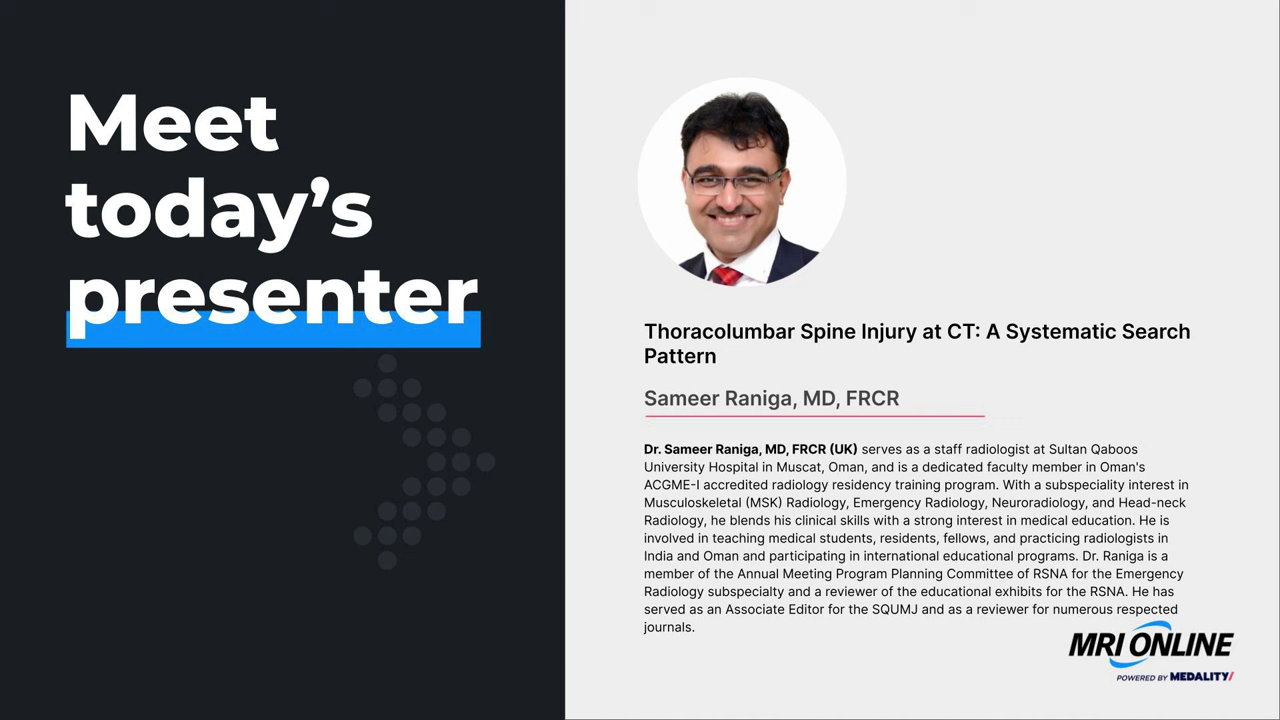 Meet
today’s
presenter
Thoracolumbar Spine Injury at CT: A Systematic Search
Pattern
Sameer Raniga, MD, FRCR
Dr. Sameer Raniga, MD, FRCR (UK) serves as a staff radiologist at Sultan Qaboos
University Hospital in Muscat, Oman, and is a dedicated faculty member in Oman's
ACGME-I accredited radiology residency training program. With a subspeciality interest in
Musculoskeletal (MSK) Radiology, Emergency Radiology, Neuroradiology, and Head-neck
Radiology, he blends his clinical skills with a strong interest in medical education. He is
involved in teaching medical students, residents, fellows, and practicing radiologists in
India and Oman and participating in international educational programs. Dr. Raniga is a
member of the Annual Meeting Program Planning Committee of RSNA for the Emergency
Radiology subspecialty and a reviewer of the educational exhibits for the RSNA. He has
served as an Associate Editor for the SQUMJ and as a reviewer for numerous respected
journals.
MRI ONLINE
POWERED BY MEDALITY/